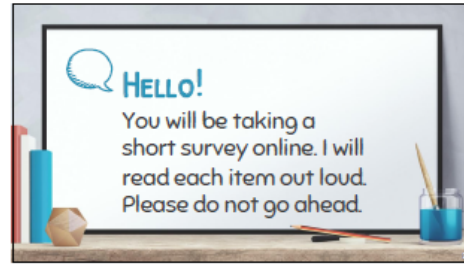 HELLO!
You will be taking a
short survey online. I will
read each item out loud.
Please do not go ahead.